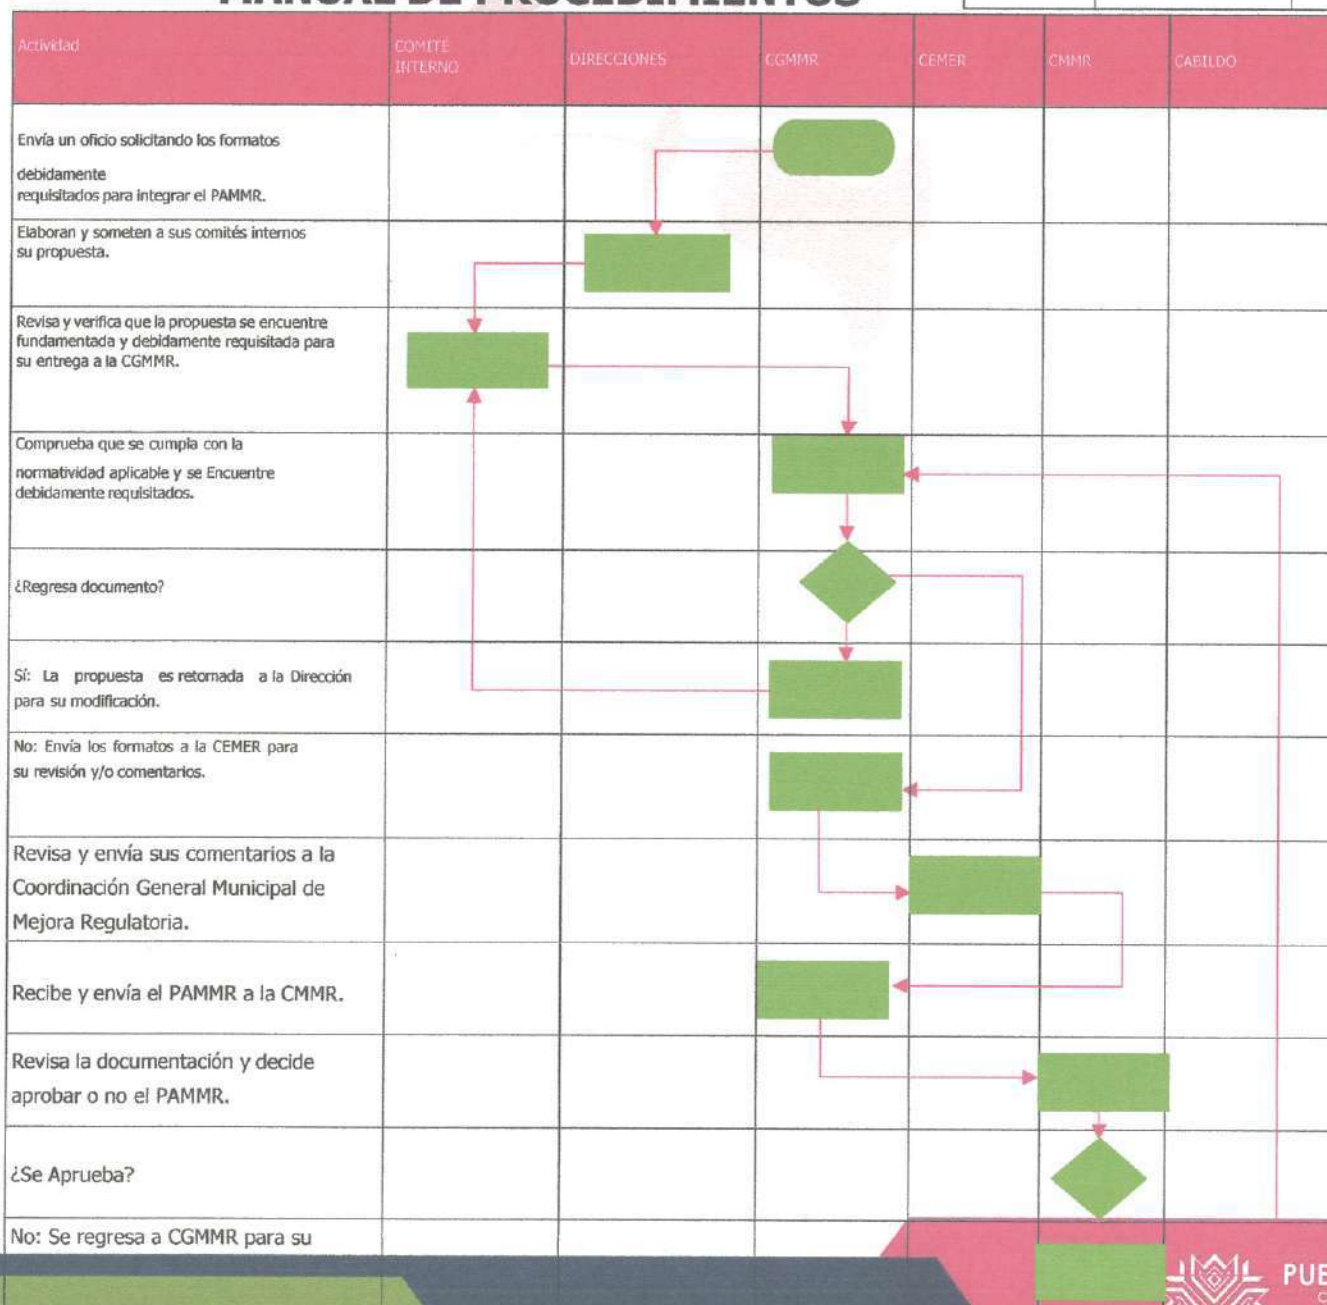 MANUAL DE PROCEDIMIENTOS
Actividad
COMITÉ
INTERNO
DIRECCIONES
CGMMR
CEMER
CMMR
CABILDO
Envía un oficio solicitando los formatos
debidamente
requisitados para integrar el PAMMR.
Elaboran y someten a sus comités internos
su propuesta.
Revisa y verifica que la propuesta se encuentre
fundamentada y debidamente requisitada para
su entrega a la CGMMR.
Comprueba que se cumpla con la
normatividad aplicable y se Encuentre
debidamente requisitados.
¿Regresa documento?
Sí: La propuesta es retornada a la Dirección
para su modificación.
No: Envía los formatos a la CEMER para
su revisión y/o comentarios.
Revisa y envía sus comentarios a la
Coordinación General Municipal de
Mejora Regulatoria.
Recibe y envía el PAMMR a la CMMR.
Revisa la documentación y decide
aprobar o no el PAMMR.
¿Se Aprueba?
No: Se regresa a CGMMR para su